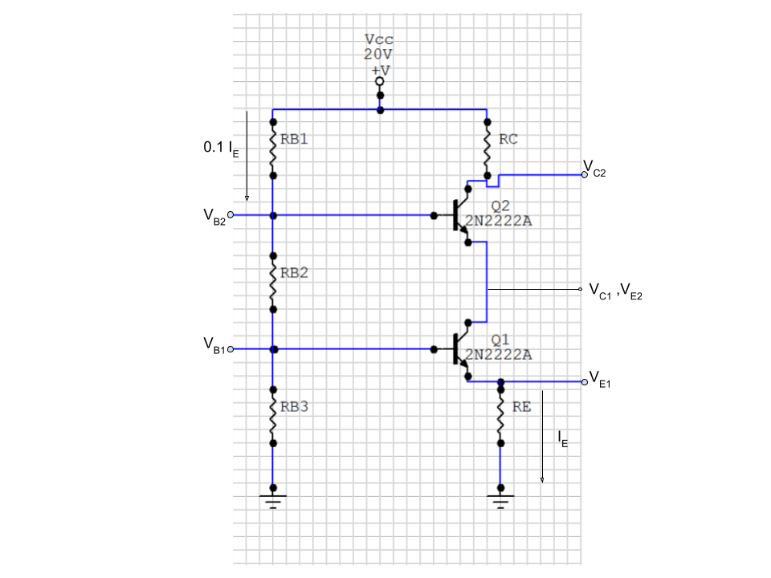 Vcc
20V
+V
RB1
RC
0.1 IE
VC2
VB2
Q2
2N2222A
RB2
VC1 ,VE2
VB1
Q1
2N2222A
VE1
RB3
RE
IE